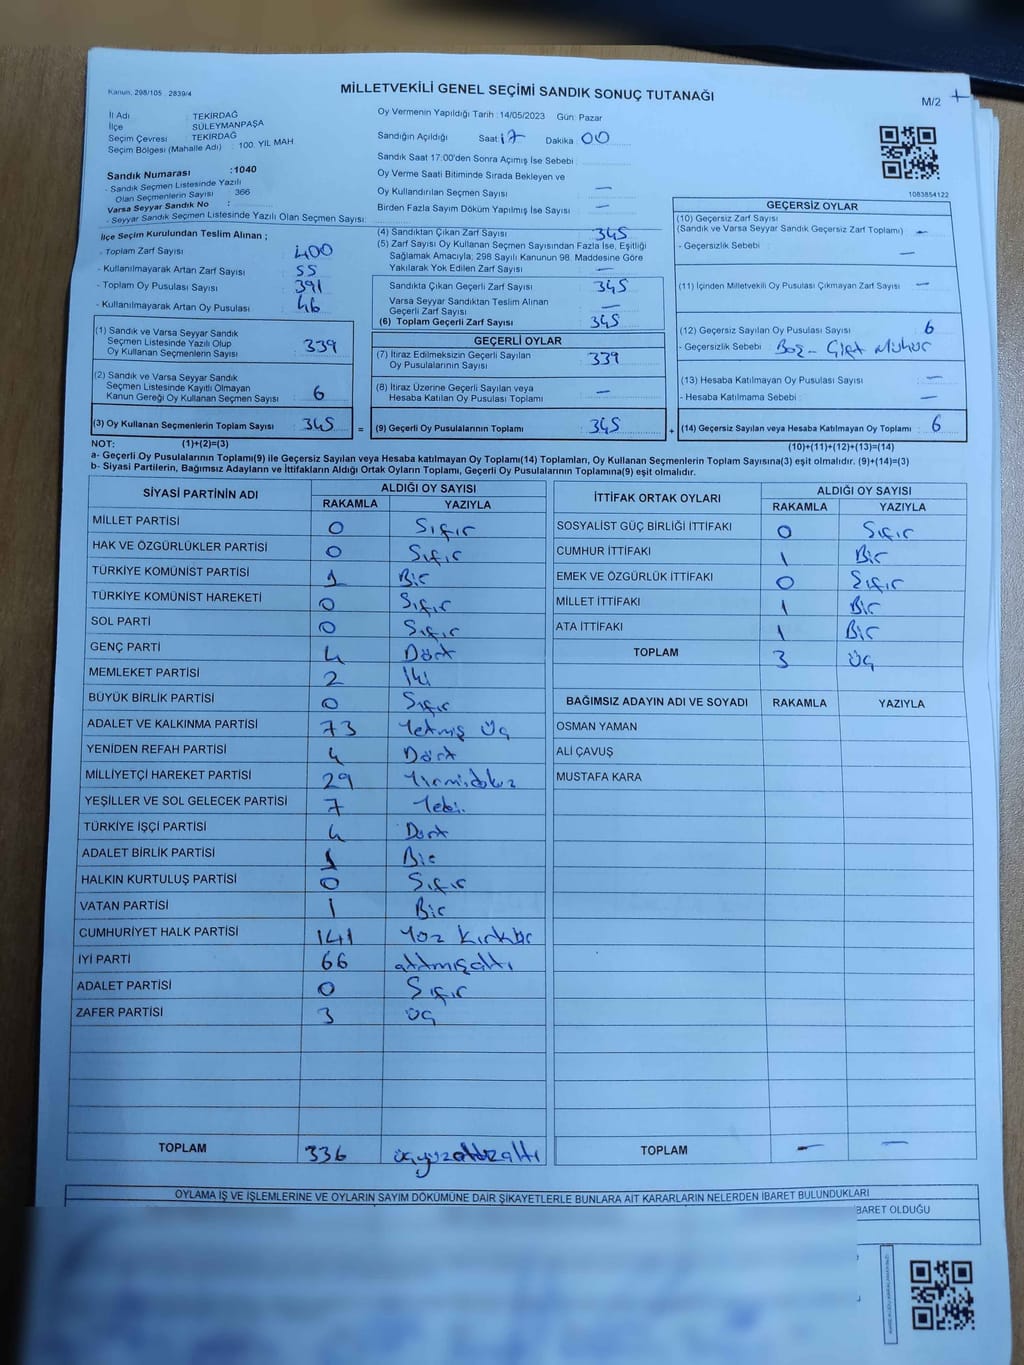 Kanun, 298/105 , 2839/4
MİLLETVEKİLİ GENEL SEÇİMİ SANDIK SONUÇ TUTANAĞI
M/2
İl Adı : TEKİRDAĞ
İlçe : SÜLEYMANPAŞA
Seçim Çevresi : TEKİRDAĞ
Seçim Bölgesi (Mahalle Adı) : 100. YIL MAH
Sandık Numarası :1040
- Sandık Seçmen Listesinde Yazılı
Olan Seçmenlerin Sayısı : 366
Varsa Seyyar Sandık No :
- Seyyar Sandık Seçmen Listesinde Yazılı Olan Seçmen Sayısı:
Oy Vermenin Yapıldığı Tarih :14/05/2023 Gün: Pazar
Sandığın Açıldığı Saat 17 Dakika 00
Sandık Saat 17:00'den Sonra Açımış İse Sebebi :
Oy Verme Saati Bitiminde Sırada Bekleyen ve
Oy Kullandırılan Seçmen Sayısı : —
Birden Fazla Sayım Döküm Yapılmış İse Sayısı : —
1083854122
İlçe Seçim Kurulundan Teslim Alınan ;
- Toplam Zarf Sayısı : 400
- Kullanılmayarak Artan Zarf Sayısı : 55
- Toplam Oy Pusulası Sayısı : 391
- Kullanılmayarak Artan Oy Pusulası : 46
(1) Sandık ve Varsa Seyyar Sandık
Seçmen Listesinde Yazılı Olup
Oy Kullanan Seçmenlerin Sayısı : 339
(2) Sandık ve Varsa Seyyar Sandık
Seçmen Listesinde Kayıtlı Olmayan
Kanun Gereği Oy Kullanan Seçmen Sayısı : 6
(3) Oy Kullanan Seçmenlerin Toplam Sayısı : 345
(4) Sandıktan Çıkan Zarf Sayısı : 345
(5) Zarf Sayısı Oy Kullanan Seçmen Sayısından Fazla İse, Eşitliği
Sağlamak Amacıyla; 298 Sayılı Kanunun 98. Maddesine Göre
Yakılarak Yok Edilen Zarf Sayısı : —
Sandıkta Çıkan Geçerli Zarf Sayısı : 345
Varsa Seyyar Sandıktan Teslim Alınan
Geçerli Zarf Sayısı : —
(6) Toplam Geçerli Zarf Sayısı : 345
GEÇERLİ OYLAR
(7) İtiraz Edilmeksizin Geçerli Sayılan
Oy Pusulalarının Sayısı : 339
(8) İtiraz Üzerine Geçerli Sayılan veya
Hesaba Katılan Oy Pusulası Toplamı : —
= (9) Geçerli Oy Pusulalarının Toplamı : 345
GEÇERSİZ OYLAR
(10) Geçersiz Zarf Sayısı
(Sandık ve Varsa Seyyar Sandık Geçersiz Zarf Toplamı) : —
- Geçersizlik Sebebi : —
(11) İçinden Milletvekili Oy Pusulası Çıkmayan Zarf Sayısı : —
(12) Geçersiz Sayılan Oy Pusulası Sayısı : 6
- Geçersizlik Sebebi : Boş - Çift Mühür
(13) Hesaba Katılmayan Oy Pusulası Sayısı : —
- Hesaba Katılmama Sebebi : —
+ (14) Geçersiz Sayılan veya Hesaba Katılmayan Oy Toplamı : 6
NOT: (1)+(2)=(3)
(10)+(11)+(12)+(13)=(14)
a- Geçerli Oy Pusulalarının Toplamı(9) ile Geçersiz Sayılan veya Hesaba katılmayan Oy Toplamı(14) Toplamları, Oy Kullanan Seçmenlerin Toplam Sayısına(3) eşit olmalıdır. (9)+(14)=(3)
b- Siyasi Partilerin, Bağımsız Adayların ve İttifakların Aldığı Ortak Oyların Toplamı, Geçerli Oy Pusulalarının Toplamına(9) eşit olmalıdır.
SİYASİ PARTİNİN ADI ALDIĞI OY SAYISI
RAKAMLA YAZIYLA
MİLLET PARTİSİ 0 Sıfır
HAK VE ÖZGÜRLÜKLER PARTİSİ 0 Sıfır
TÜRKİYE KOMÜNİST PARTİSİ 1 Bir
TÜRKİYE KOMÜNİST HAREKETİ 0 Sıfır
SOL PARTİ 0 Sıfır
GENÇ PARTİ 4 Dört
MEMLEKET PARTİSİ 2 İki
BÜYÜK BİRLİK PARTİSİ 0 Sıfır
ADALET VE KALKINMA PARTİSİ 73 Yetmiş Üç
YENİDEN REFAH PARTİSİ 4 Dört
MİLLİYETÇİ HAREKET PARTİSİ 29 Yirmidokuz
YEŞİLLER VE SOL GELECEK PARTİSİ 7 Yedi
TÜRKİYE İŞÇİ PARTİSİ 4 Dört
ADALET BİRLİK PARTİSİ 1 Bir
HALKIN KURTULUŞ PARTİSİ 0 Sıfır
VATAN PARTİSİ 1 Bir
CUMHURİYET HALK PARTİSİ 141 Yüz Kırkbir
İYİ PARTİ 66 altmışaltı
ADALET PARTİSİ 0 Sıfır
ZAFER PARTİSİ 3 Üç
TOPLAM 336 üçyüzotuzaltı
İTTİFAK ORTAK OYLARI ALDIĞI OY SAYISI
RAKAMLA YAZIYLA
SOSYALİST GÜÇ BİRLİĞİ İTTİFAKI 0 Sıfır
CUMHUR İTTİFAKI 1 Bir
EMEK VE ÖZGÜRLÜK İTTİFAKI 0 Sıfır
MİLLET İTTİFAKI 1 Bir
ATA İTTİFAKI 1 Bir
TOPLAM 3 Üç
BAĞIMSIZ ADAYIN ADI VE SOYADI RAKAMLA YAZIYLA
OSMAN YAMAN
ALİ ÇAVUŞ
MUSTAFA KARA
TOPLAM — —
OYLAMA İŞ VE İŞLEMLERİNE VE OYLARIN SAYIM DÖKÜMÜNE DAİR ŞİKAYETLERLE BUNLARA AİT KARARLARIN NELERDEN İBARET BULUNDUKLARI
BARET OLDUĞU